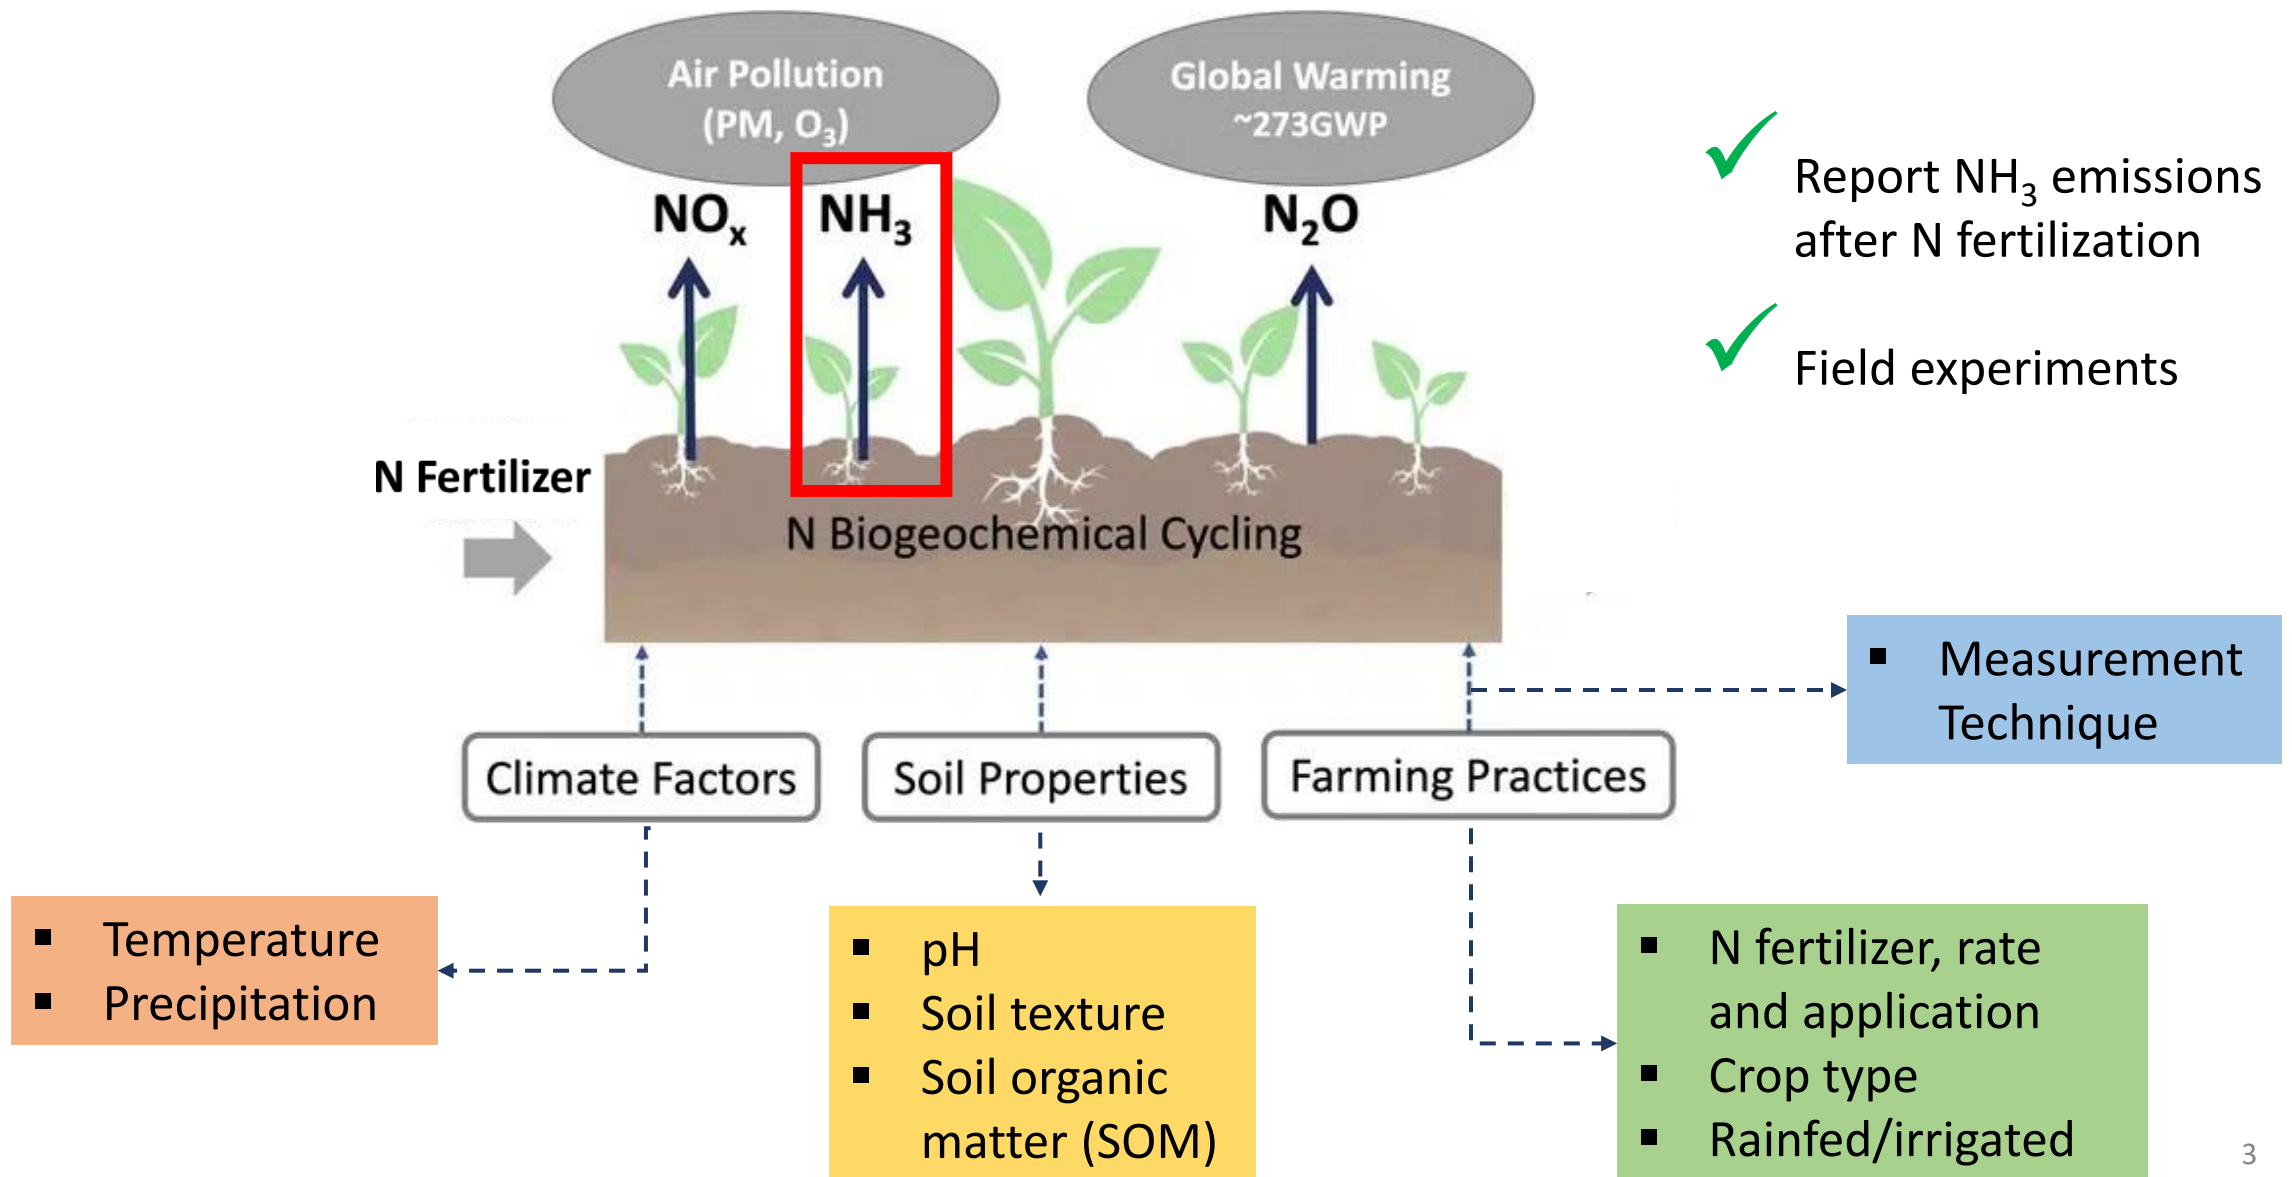 Air Pollution
(PM, O₃)
Global Warming
~273GWP
NOₓ
NH₃
N₂O
✓ Report NH₃ emissions
after N fertilization
✓ Field experiments
N Fertilizer
N Biogeochemical Cycling
▪ Measurement
Technique
Climate Factors
Soil Properties
Farming Practices
▪ Temperature
▪ Precipitation
▪ pH
▪ Soil texture
▪ Soil organic
matter (SOM)
▪ N fertilizer, rate
and application
▪ Crop type
▪ Rainfed/irrigated
3